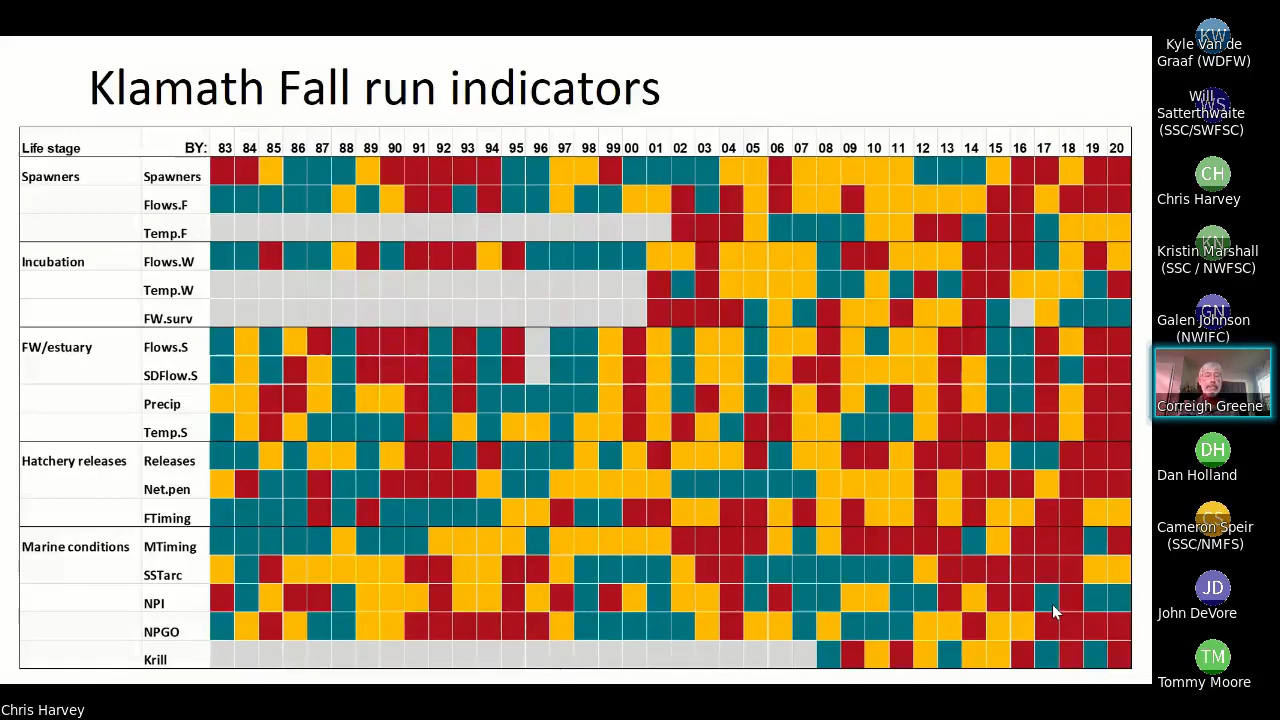 Klamath Fall run indicators
Life stage BY: 83 84 85 86 87 88 89 90 91 92 93 94 95 96 97 98 99 00 01 02 03 04 05 06 07 08 09 10 11 12 13 14 15 16 17 18 19 20
Spawners Spawners
Flows.F
Temp.F
Incubation Flows.W
Temp.W
FW.surv
FW/estuary Flows.S
SDFlow.S
Precip
Temp.S
Hatchery releases Releases
Net.pen
FTiming
Marine conditions MTiming
SSTarc
NPI
NPGO
Krill
KW
Kyle Van de
Graaf (WDFW)
WS
Will
Satterthwaite
(SSC/SWFSC)
CH
Chris Harvey
KN
Kristin Marshall
(SSC / NWFSC)
GN
Galen Johnson
(NWIFC)
Correigh Greene
DH
Dan Holland
CS
Cameron Speir
(SSC/NMFS)
JD
John DeVore
TM
Tommy Moore
Chris Harvey